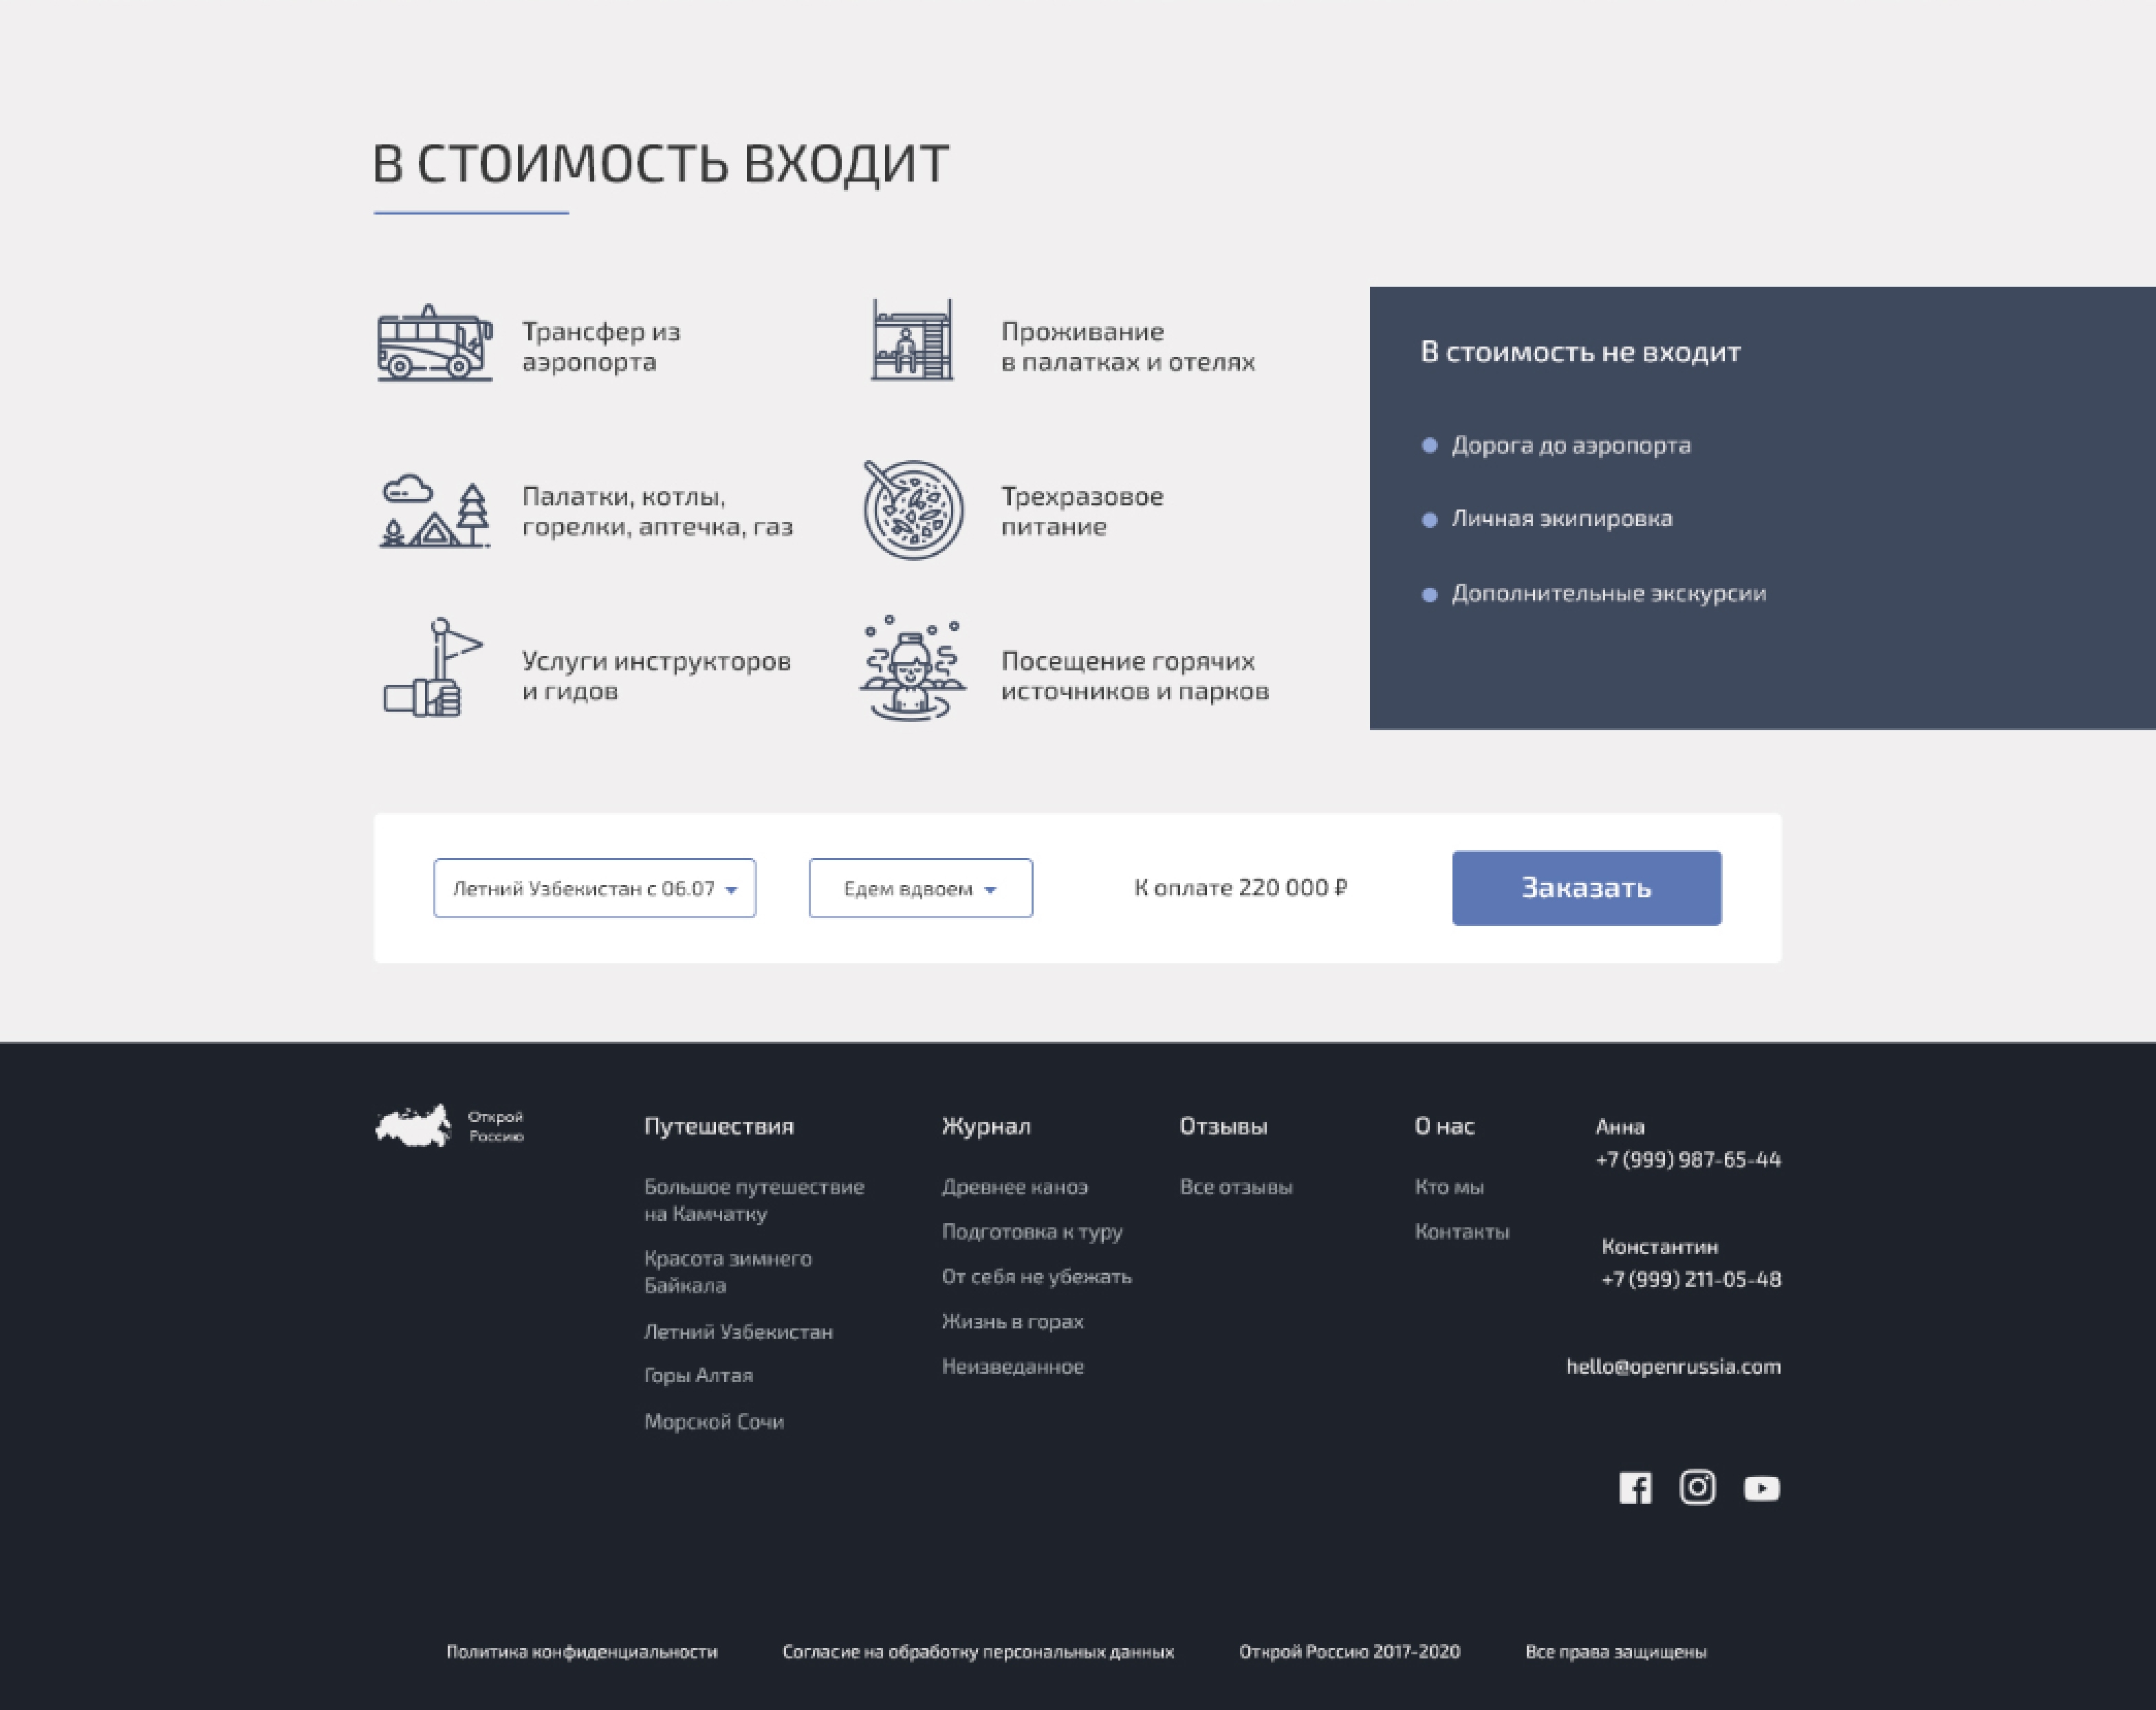 В СТОИМОСТЬ ВХОДИТ
Трансфер из
аэропорта
Проживание
в палатках и отелях
Палатки, котлы,
горелки, аптечка, газ
Трехразовое
питание
Услуги инструкторов
и гидов
Посещение горячих
источников и парков
В стоимость не входит
Дорога до аэропорта
Личная экипировка
Дополнительные экскурсии
Летний Узбекистан с 06.07
Едем вдвоем
К оплате 220 000 ₽
Заказать
Открой
Россию
Путешествия
Большое путешествие
на Камчатку
Красота зимнего
Байкала
Летний Узбекистан
Горы Алтая
Морской Сочи
Журнал
Древнее каноэ
Подготовка к туру
От себя не убежать
Жизнь в горах
Неизведанное
Отзывы
Все отзывы
О нас
Кто мы
Контакты
Анна
+7 (999) 987-65-44
Константин
+7 (999) 211-05-48
hello@openrussia.com
Политика конфиденциальности
Согласие на обработку персональных данных
Открой Россию 2017-2020
Все права защищены